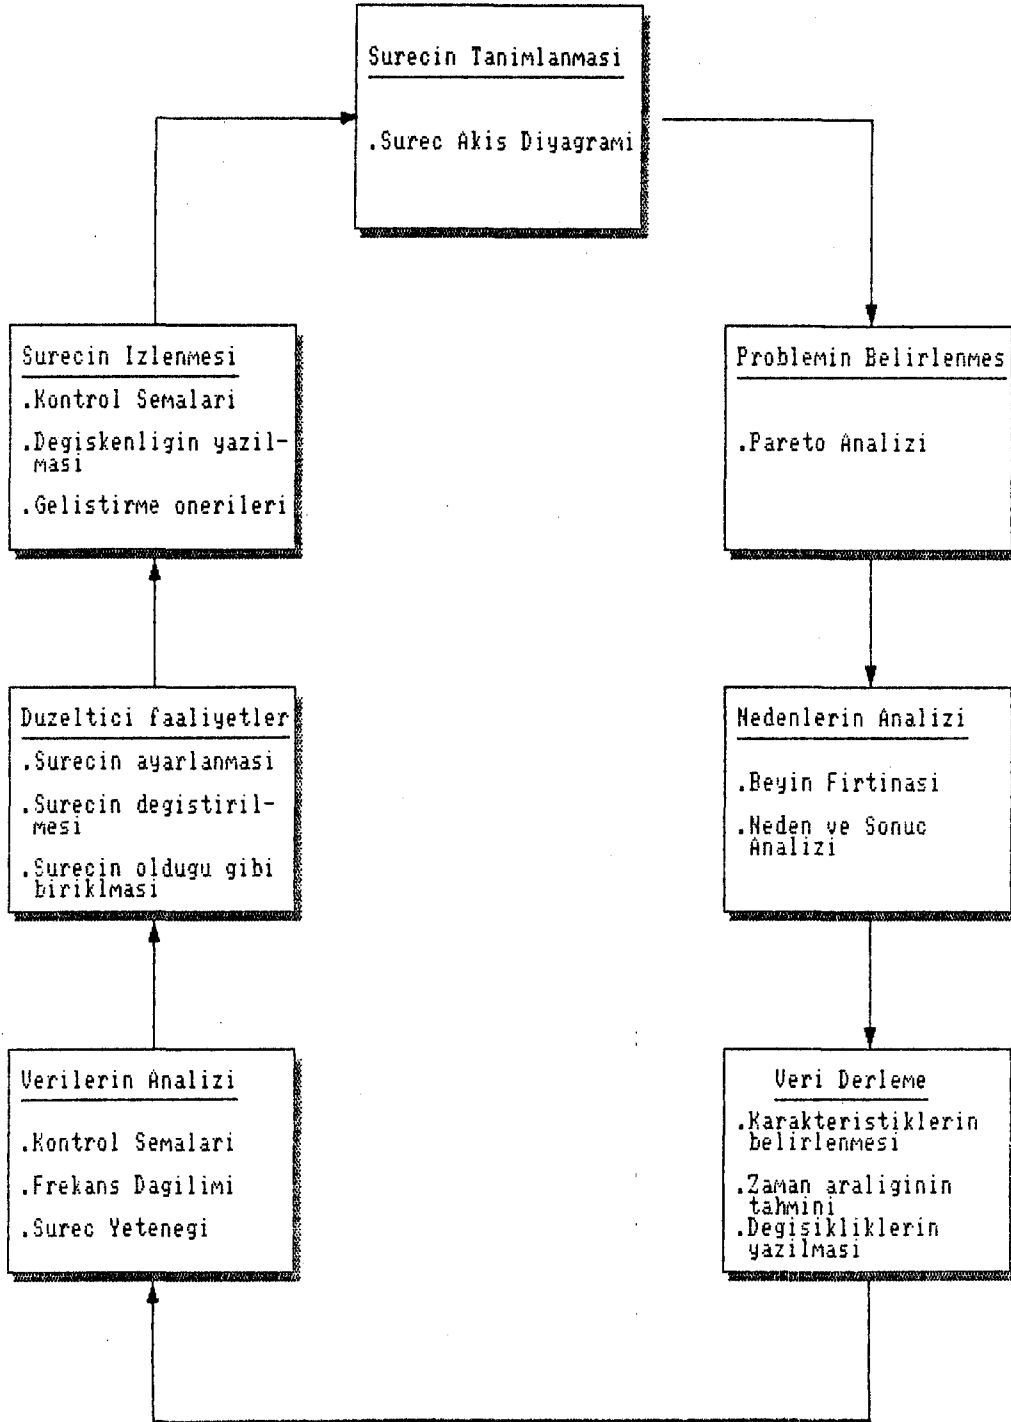 Surecin Tanimlanmasi
.Surec Akis Diyagrami
Problemin Belirlenmes
.Pareto Analizi
Nedenlerin Analizi
.Beyin Firtinasi
.Neden ve Sonuc
Analizi
Veri Derleme
.Karakteristiklerin
belirlenmesi
.Zaman araliginin
tahmini
.Degisikliklerin
yazilmasi
Verilerin Analizi
.Kontrol Semalari
.Frekans Dagilimi
.Surec Yetenegi
Duzeltici faaliyetler
.Surecin ayarlanmasi
.Surecin degistiril-
mesi
.Surecin oldugu gibi
biriklmasi
Surecin Izlenmesi
.Kontrol Semalari
.Degiskenligin yazil-
masi
.Gelistirme onerileri